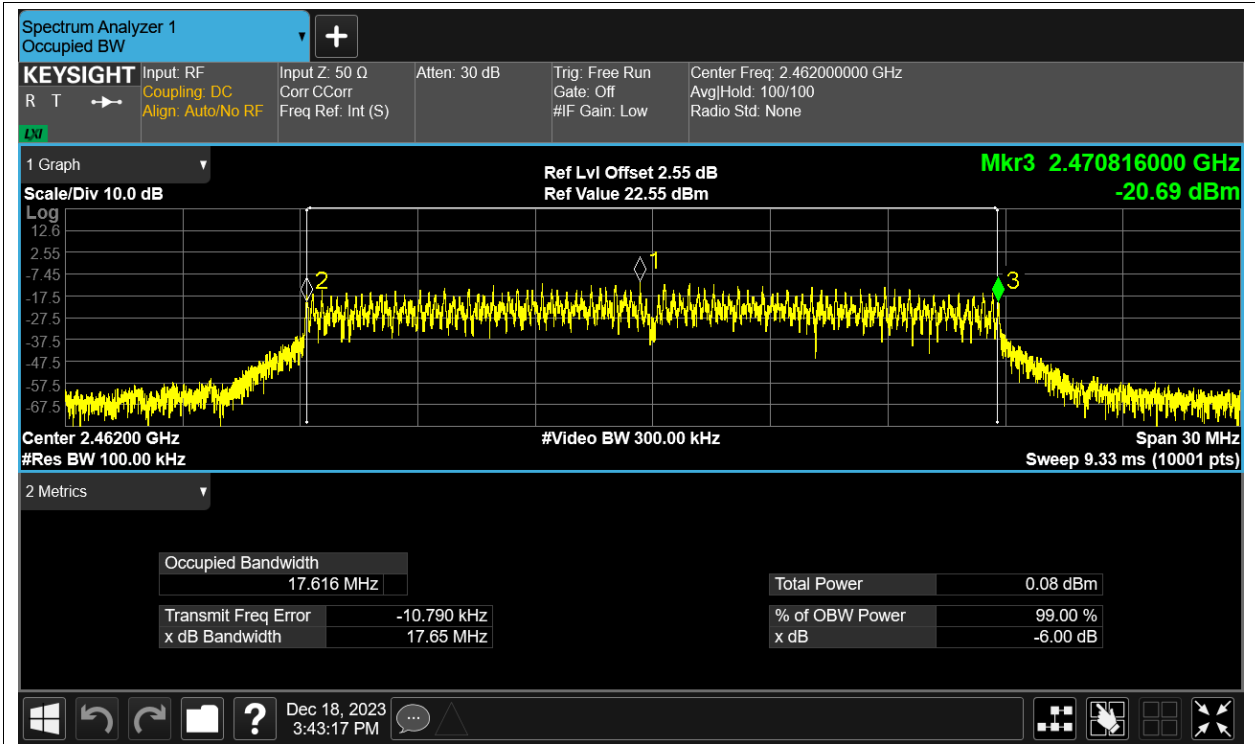 Spectrum Analyzer 1
Occupied BW
KEYSIGHT
R T
LXI
Input: RF
Coupling: DC
Align: Auto/No RF
Input Z: 50 Ω
Corr CCorr
Freq Ref: Int (S)
Atten: 30 dB
Trig: Free Run
Gate: Off
#IF Gain: Low
Center Freq: 2.462000000 GHz
Avg|Hold: 100/100
Radio Std: None
1 Graph
Scale/Div 10.0 dB
Ref Lvl Offset 2.55 dB
Ref Value 22.55 dBm
Mkr3 2.470816000 GHz
-20.69 dBm
Log
12.6
2.55
-7.45
-17.5
-27.5
-37.5
-47.5
-57.5
-67.5
2
1
3
Center 2.46200 GHz
#Res BW 100.00 kHz
#Video BW 300.00 kHz
Span 30 MHz
Sweep 9.33 ms (10001 pts)
2 Metrics
Occupied Bandwidth
17.616 MHz
Transmit Freq Error -10.790 kHz
x dB Bandwidth 17.65 MHz
Total Power 0.08 dBm
% of OBW Power 99.00 %
x dB -6.00 dB
?
Dec 18, 2023
3:43:17 PM